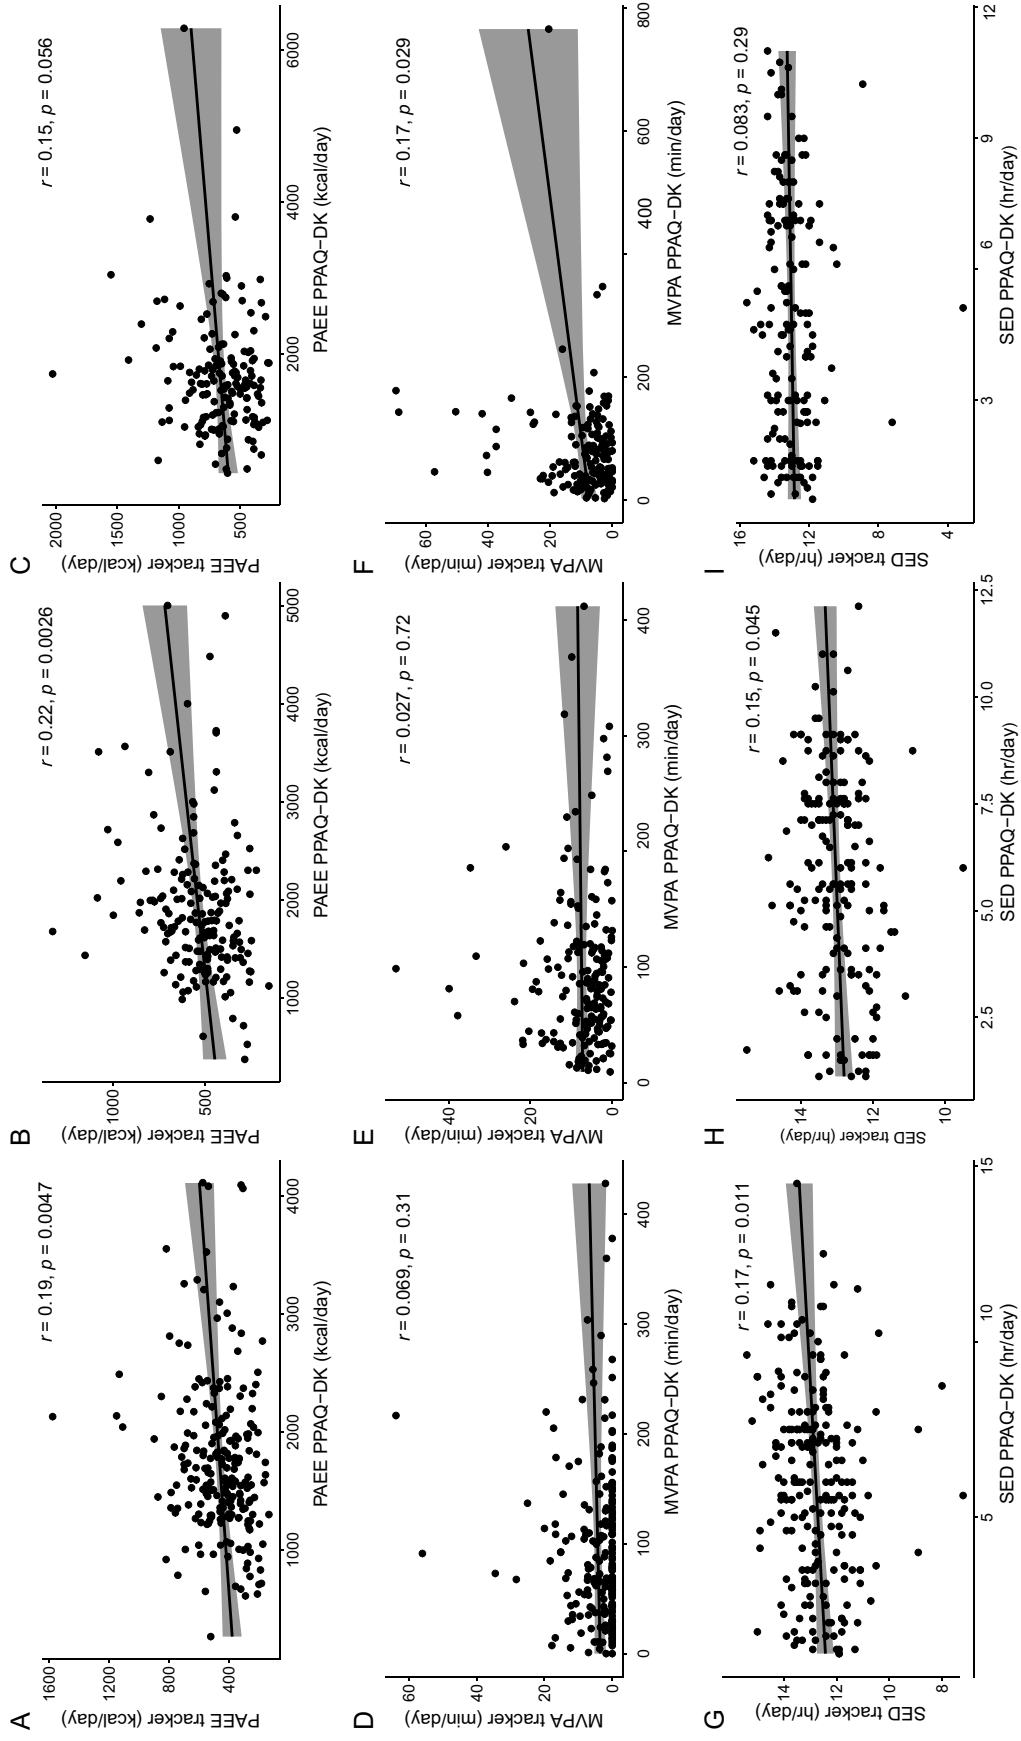 A
r = 0.19, p = 0.0047
PAEE tracker (kcal/day)
1600
1200
800
400
1000 2000 3000 4000
PAEE PPAQ−DK (kcal/day)
B
r = 0.22, p = 0.0026
PAEE tracker (kcal/day)
1000
500
1000 2000 3000 4000 5000
PAEE PPAQ−DK (kcal/day)
C
r = 0.15, p = 0.056
PAEE tracker (kcal/day)
2000
1500
1000
500
2000 4000 6000
PAEE PPAQ−DK (kcal/day)
D
r = 0.069, p = 0.31
MVPA tracker (min/day)
60
40
20
0
0 100 200 300 400
MVPA PPAQ−DK (min/day)
E
r = 0.027, p = 0.72
MVPA tracker (min/day)
40
20
0
0 100 200 300 400
MVPA PPAQ−DK (min/day)
F
r = 0.17, p = 0.029
MVPA tracker (min/day)
60
40
20
0
0 200 400 600 800
MVPA PPAQ−DK (min/day)
G
r = 0.17, p = 0.011
SED tracker (hr/day)
14
12
10
8
5 10 15
SED PPAQ−DK (hr/day)
H
r = 0.15, p = 0.045
SED tracker (hr/day)
14
12
10
2.5 5.0 7.5 10.0 12.5
SED PPAQ−DK (hr/day)
I
r = 0.083, p = 0.29
SED tracker (hr/day)
16
12
8
4
3 6 9 12
SED PPAQ−DK (hr/day)